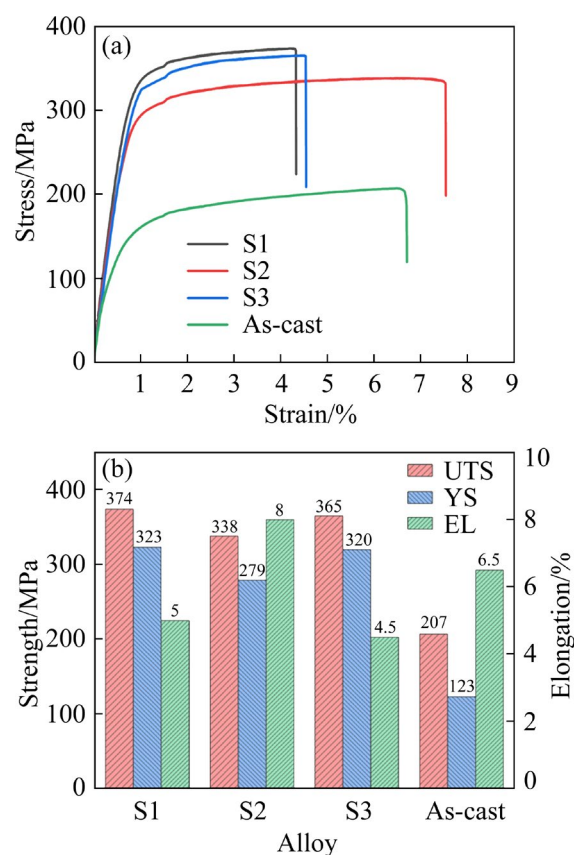 (a)
400
300
200
100
0
Stress/MPa
S1
S2
S3
As-cast
1 2 3 4 5 6 7 8 9
Strain/%
(b)
UTS
YS
EL
400
300
200
100
0
Strength/MPa
374 323 5
338 279 8
365 320 4.5
207 123 6.5
10
8
6
4
2
0
Elongation/%
S1 S2 S3 As-cast
Alloy